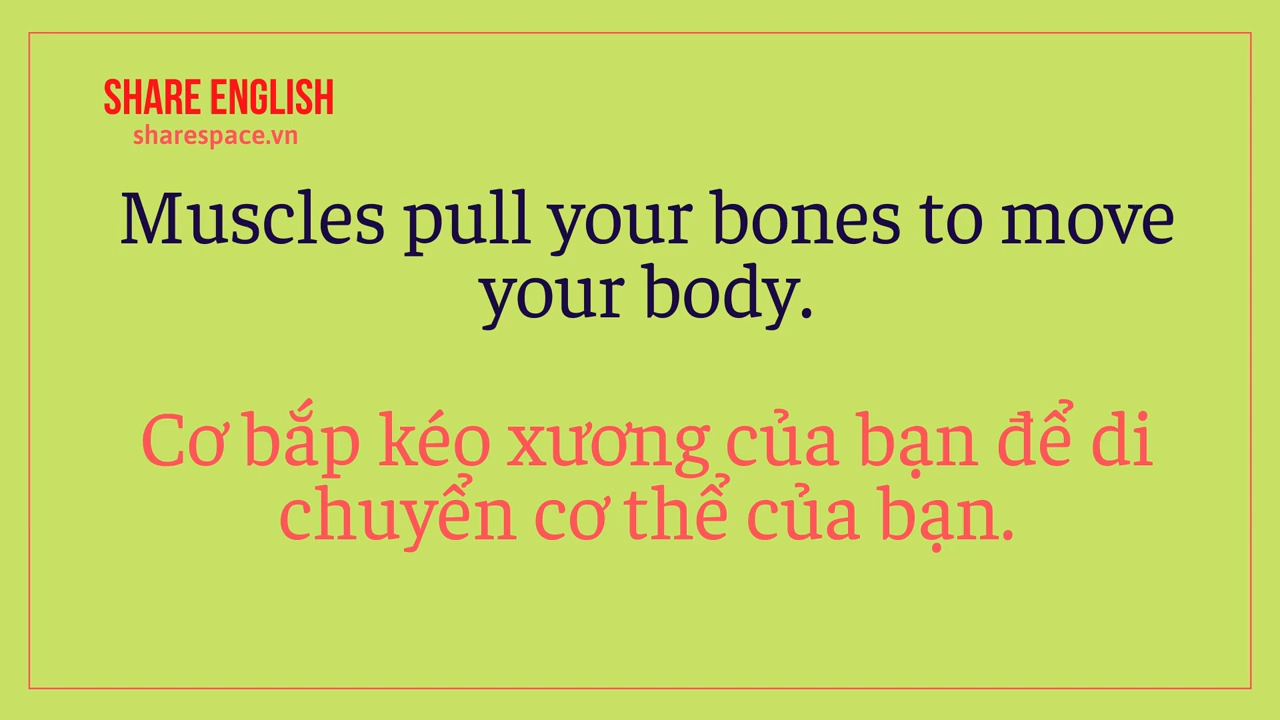 SHARE ENGLISH
sharespace.vn
Muscles pull your bones to move
your body.
Cơ bắp kéo xương của bạn để di
chuyển cơ thể của bạn.